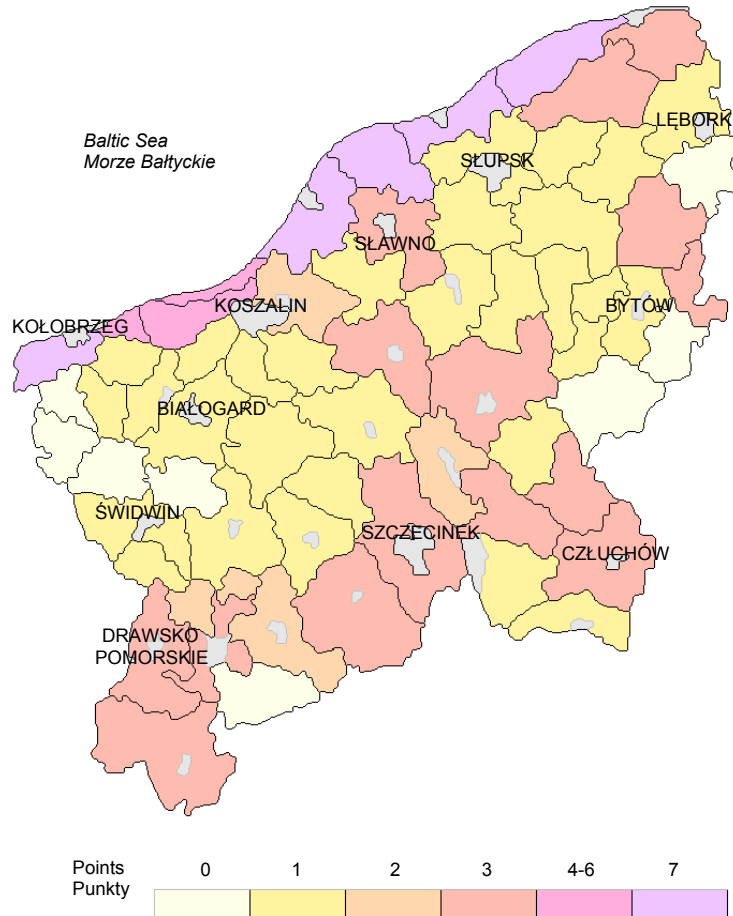 Baltic Sea
Morze Bałtyckie
LĘBORK
SŁUPSK
SŁAWNO
KOSZALIN
BYTÓW
KOŁOBRZEG
BIAŁOGARD
ŚWIDWIN
SZCZECINEK
CZŁUCHÓW
DRAWSKO
POMORSKIE
Points 0 1 2 3 4-6 7
Punkty